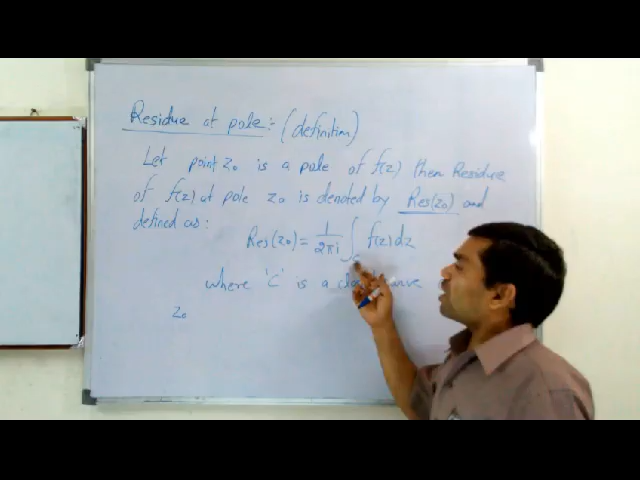 Residue at pole :- (definition)
Let point z₀ is a pole of f(z) then Residue
of f(z) at pole z₀ is denoted by Res(z₀) and
defined as:
Res(z₀) = 1/2πi ∫c f(z) dz
where 'C' is a curve
z₀